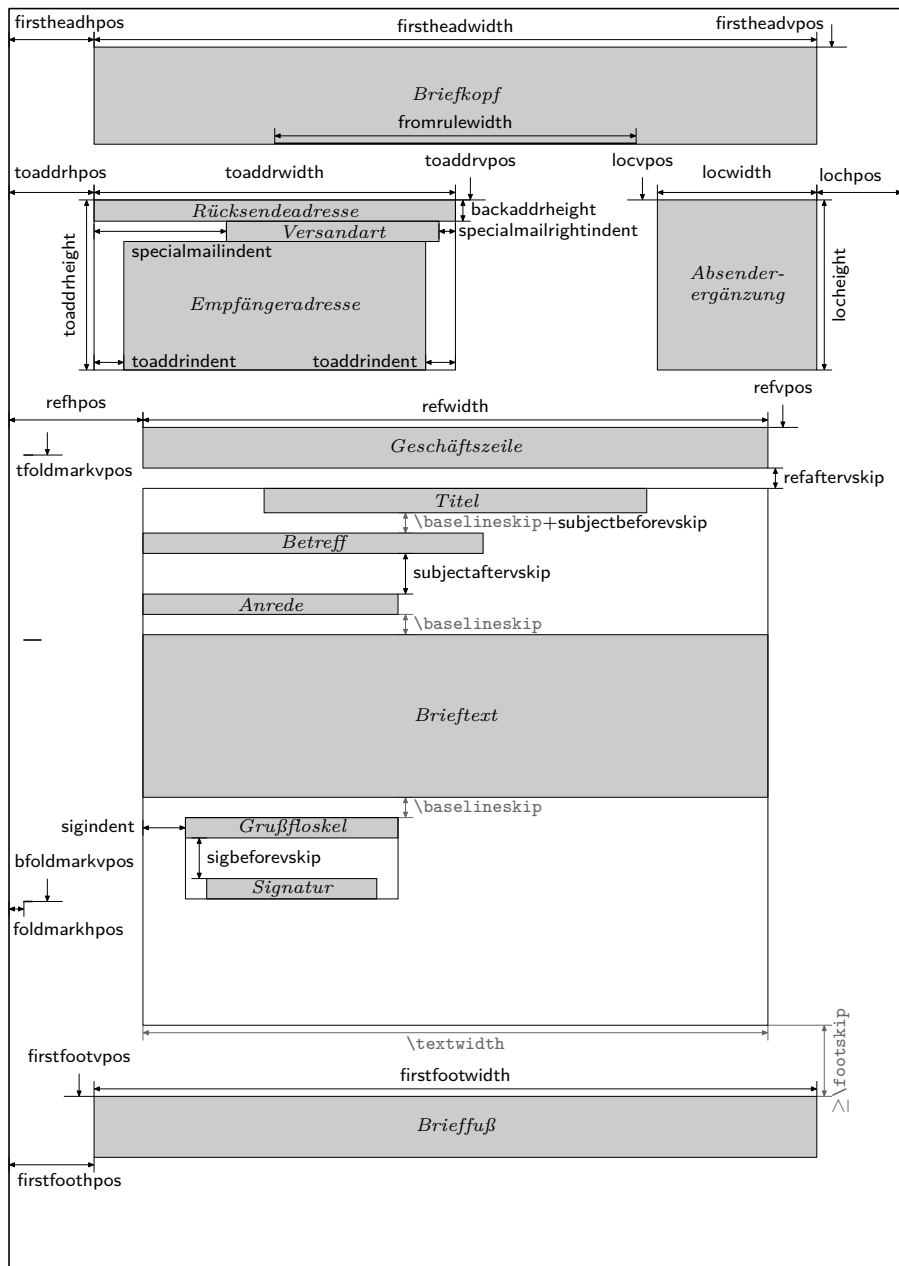 firstheadhpos
firstheadwidth
firstheadvpos
Briefkopf
fromrulewidth
toaddrhpos
toaddrwidth
toaddrvpos
locvpos
locwidth
lochpos
Rücksendeadresse
backaddrheight
Versandart
specialmailrightindent
specialmailindent
toaddrheight
Empfängeradresse
Absender-
ergänzung
locheight
toaddrindent
toaddrindent
refhpos
refwidth
refvpos
Geschäftszeile
tfoldmarkvpos
refaftervskip
Titel
\baselineskip+subjectbeforevskip
Betreff
subjectaftervskip
Anrede
\baselineskip
Brieftext
\baselineskip
sigindent
Grußfloskel
bfoldmarkvpos
sigbeforevskip
Signatur
foldmarkhpos
\textwidth
≥\footskip
firstfootvpos
firstfootwidth
Brieffuß
firstfoothpos